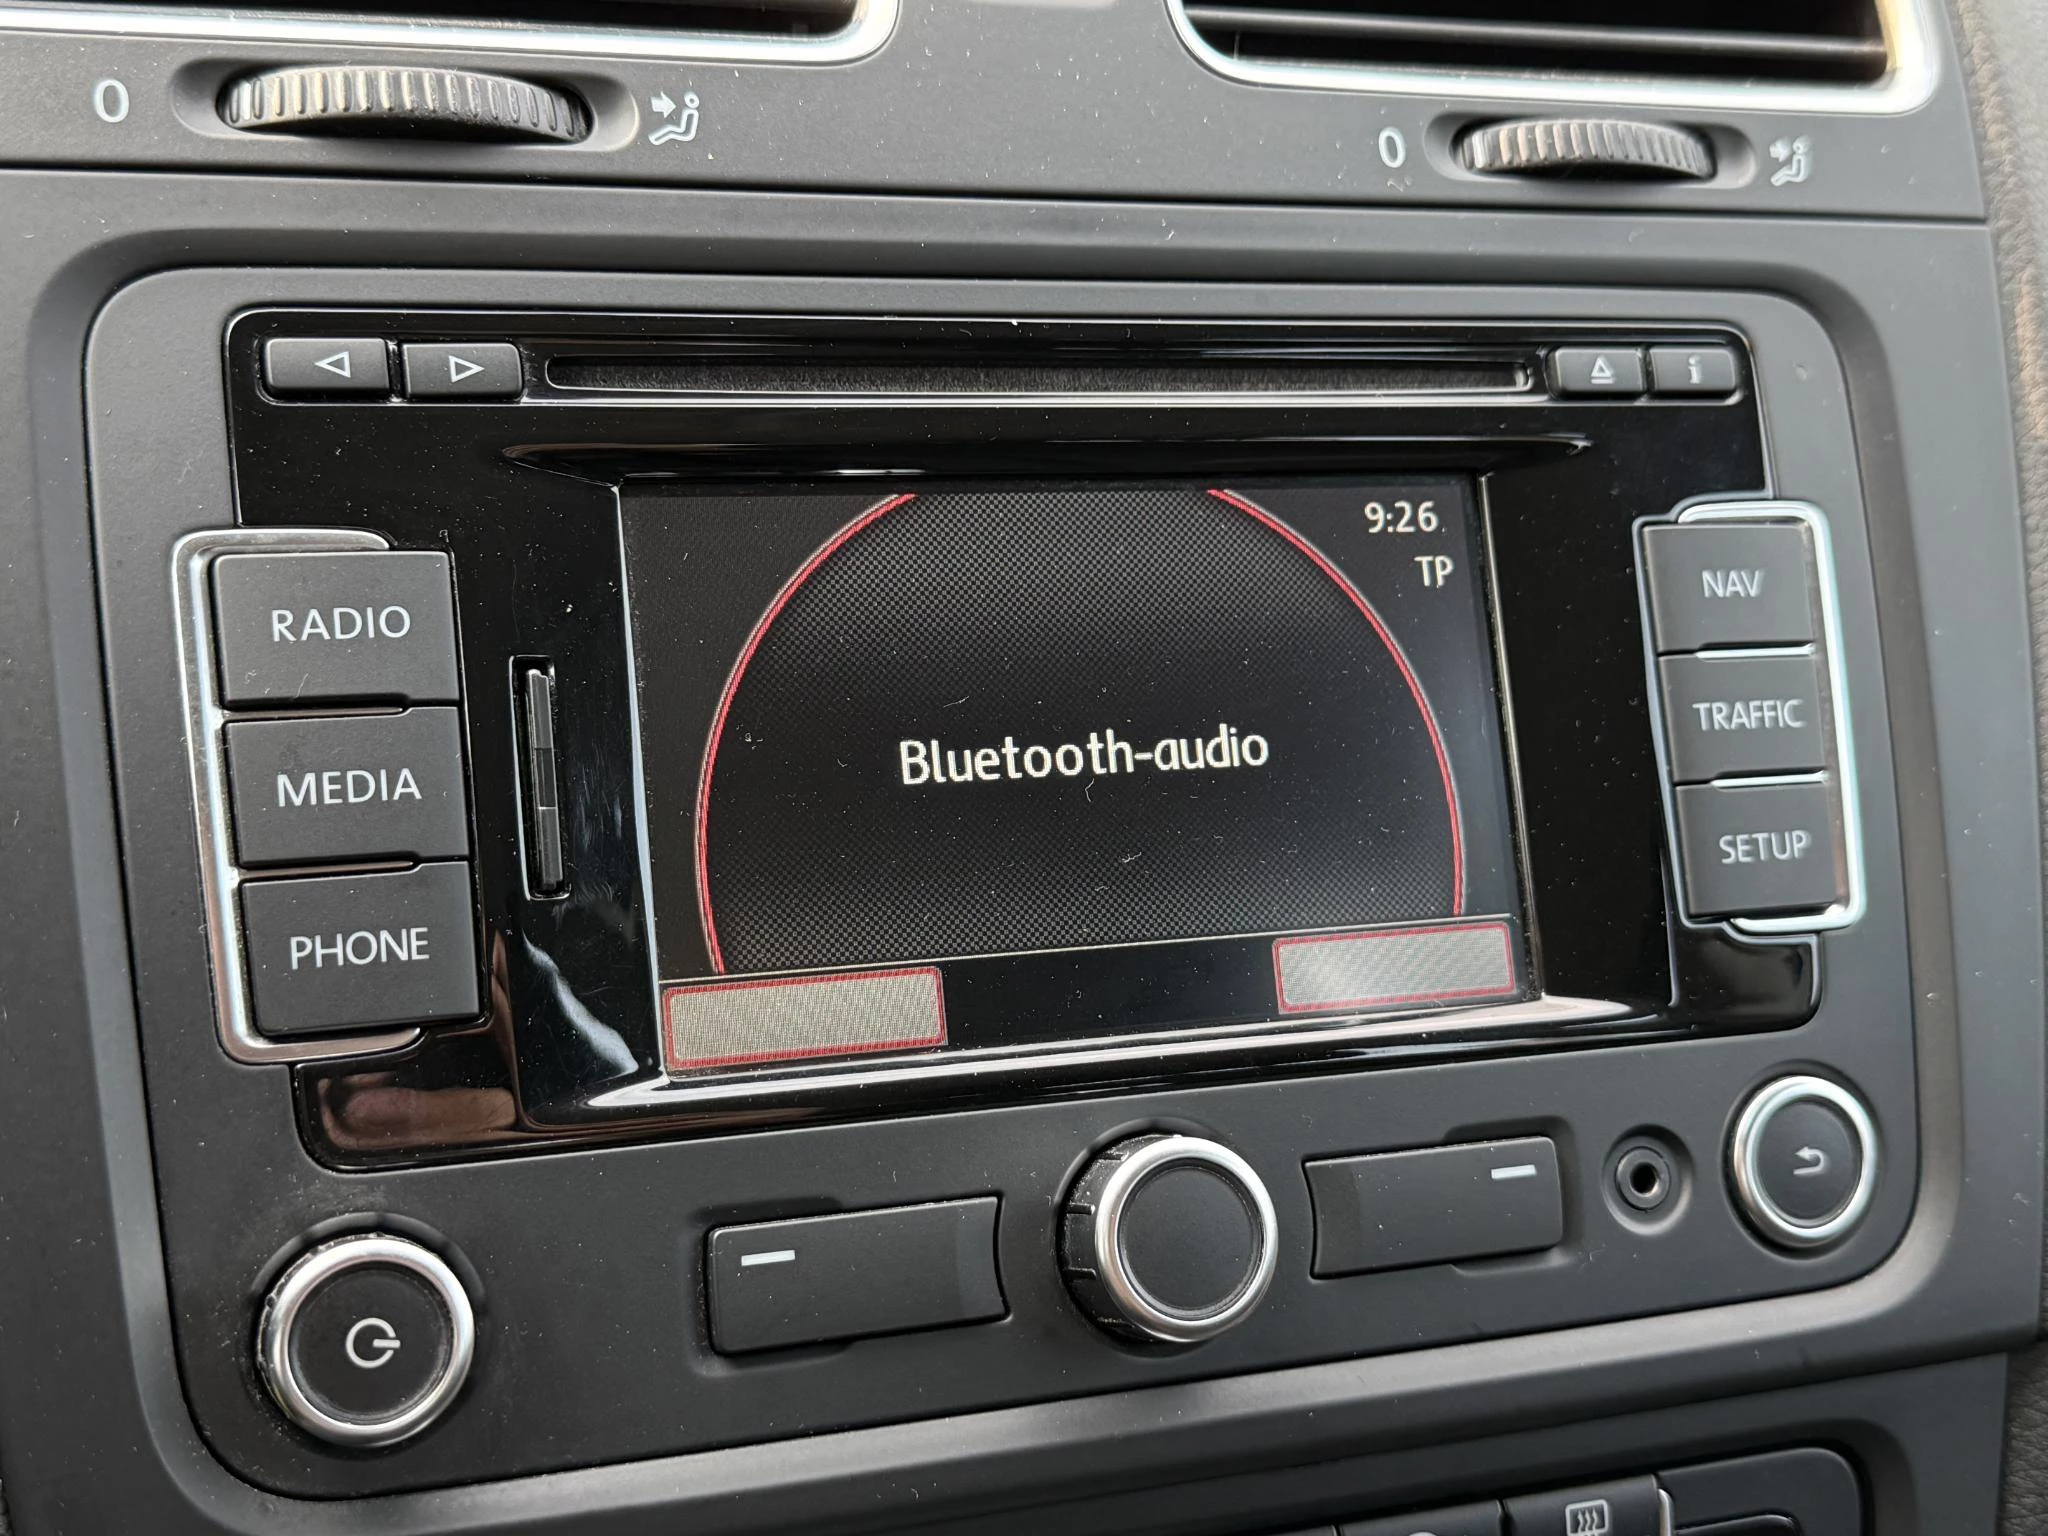 0
0
i
9:26
TP
RADIO
MEDIA
PHONE
Bluetooth-audio
NAV
TRAFFIC
SETUP